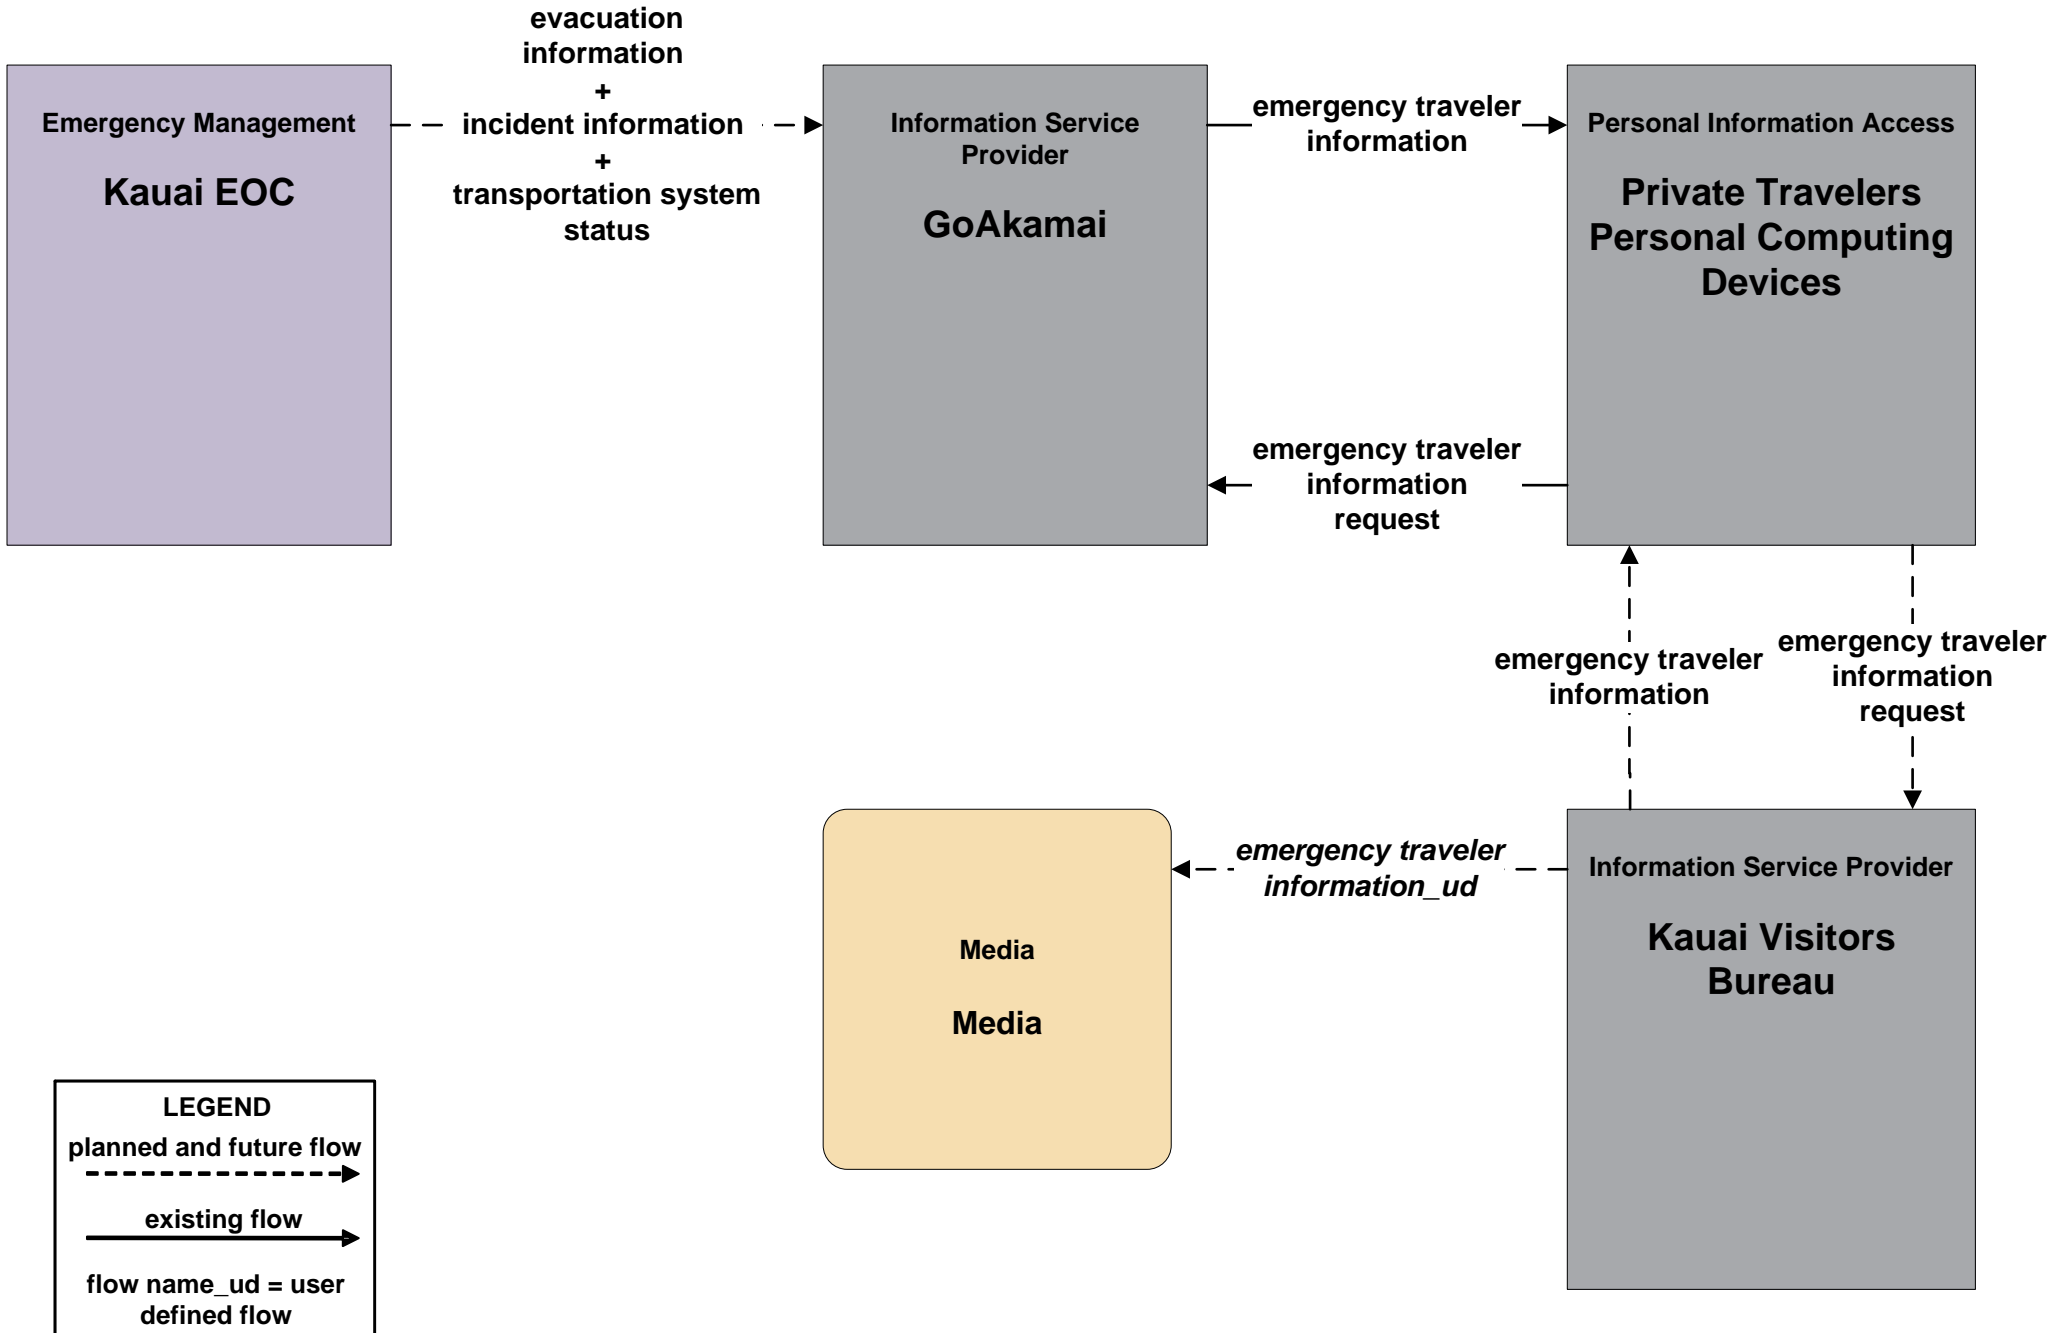 evacuation
information
+
incident information
+
transportation system
status
Emergency Management
Kauai EOC
Information Service
Provider
GoAkamai
emergency traveler
information
Personal Information Access
Private Travelers
Personal Computing
Devices
emergency traveler
information
request
emergency traveler
information
emergency traveler
information
request
Media
Media
emergency traveler
information_ud
Information Service Provider
Kauai Visitors
Bureau
LEGEND
planned and future flow
existing flow
flow name_ud = user
defined flow